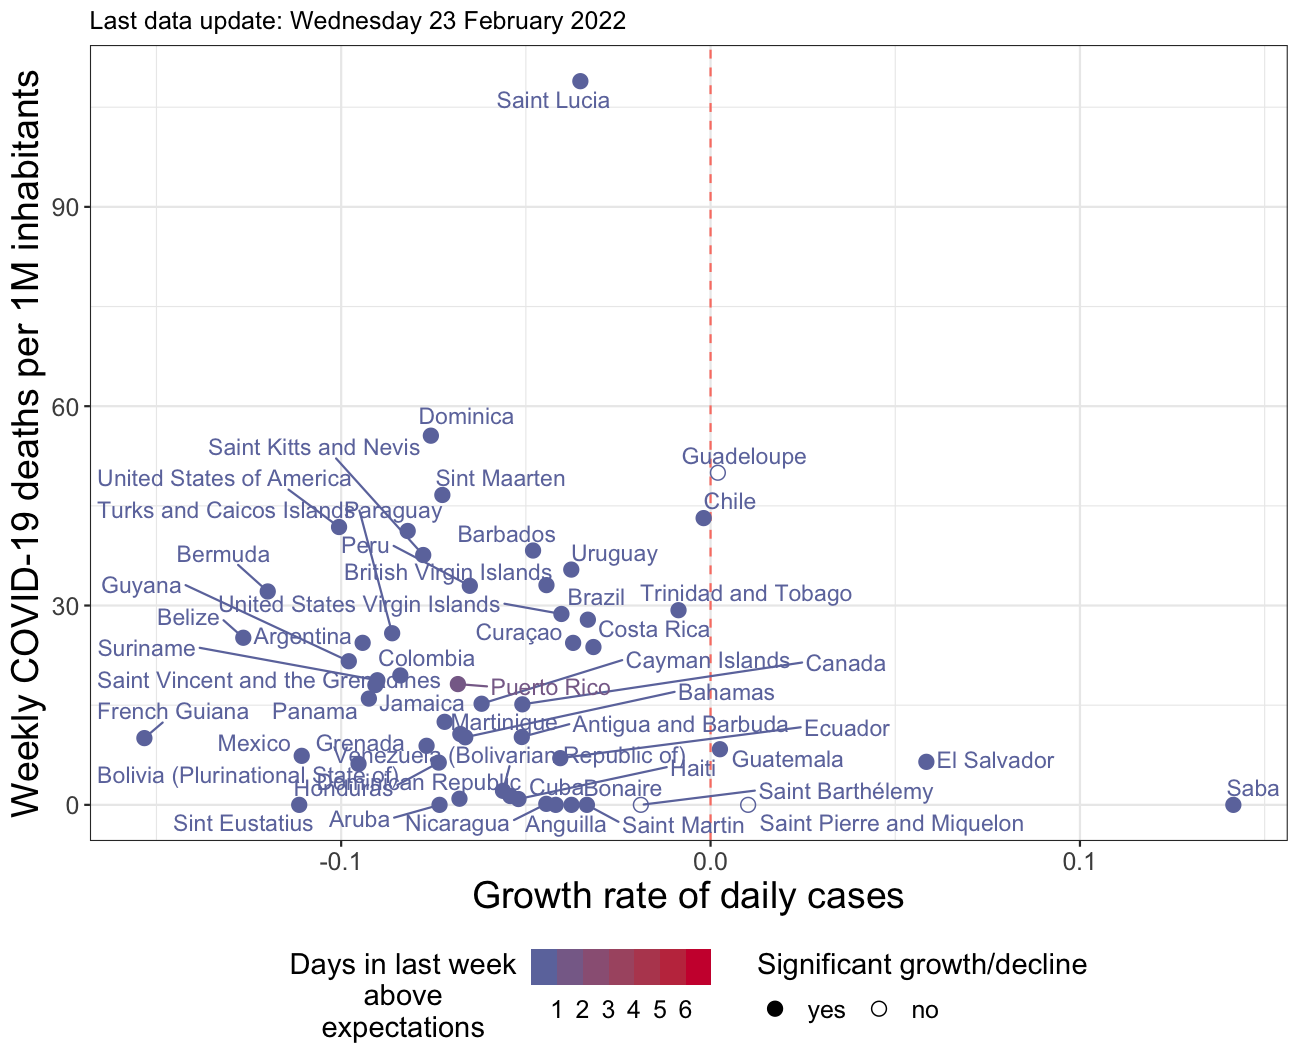 Last data update: Wednesday 23 February 2022
Weekly COVID-19 deaths per 1M inhabitants
90
60
30
0
Saint Lucia
Dominica
Saint Kitts and Nevis
Guadeloupe
United States of America
Sint Maarten
Chile
Turks and Caicos Islands
Paraguay
Barbados
Peru
Uruguay
Bermuda
British Virgin Islands
Guyana
Brazil
Trinidad and Tobago
United States Virgin Islands
Belize
Argentina
Curaçao
Costa Rica
Suriname
Colombia
Cayman Islands
Canada
Saint Vincent and the Grenadines
Puerto Rico
Bahamas
Jamaica
French Guiana
Panama
Martinique
Antigua and Barbuda
Ecuador
Mexico
Grenada
Venezuela (Bolivarian Republic of)
Guatemala
El Salvador
Haiti
Bolivia (Plurinational State of)
Honduras
Dominican Republic
Cuba
Bonaire
Saint Barthélemy
Saba
Sint Eustatius
Aruba
Nicaragua
Anguilla
Saint Martin
Saint Pierre and Miquelon
-0.1
0.0
0.1
Growth rate of daily cases
Days in last week
above
expectations
1 2 3 4 5 6
Significant growth/decline
yes
no